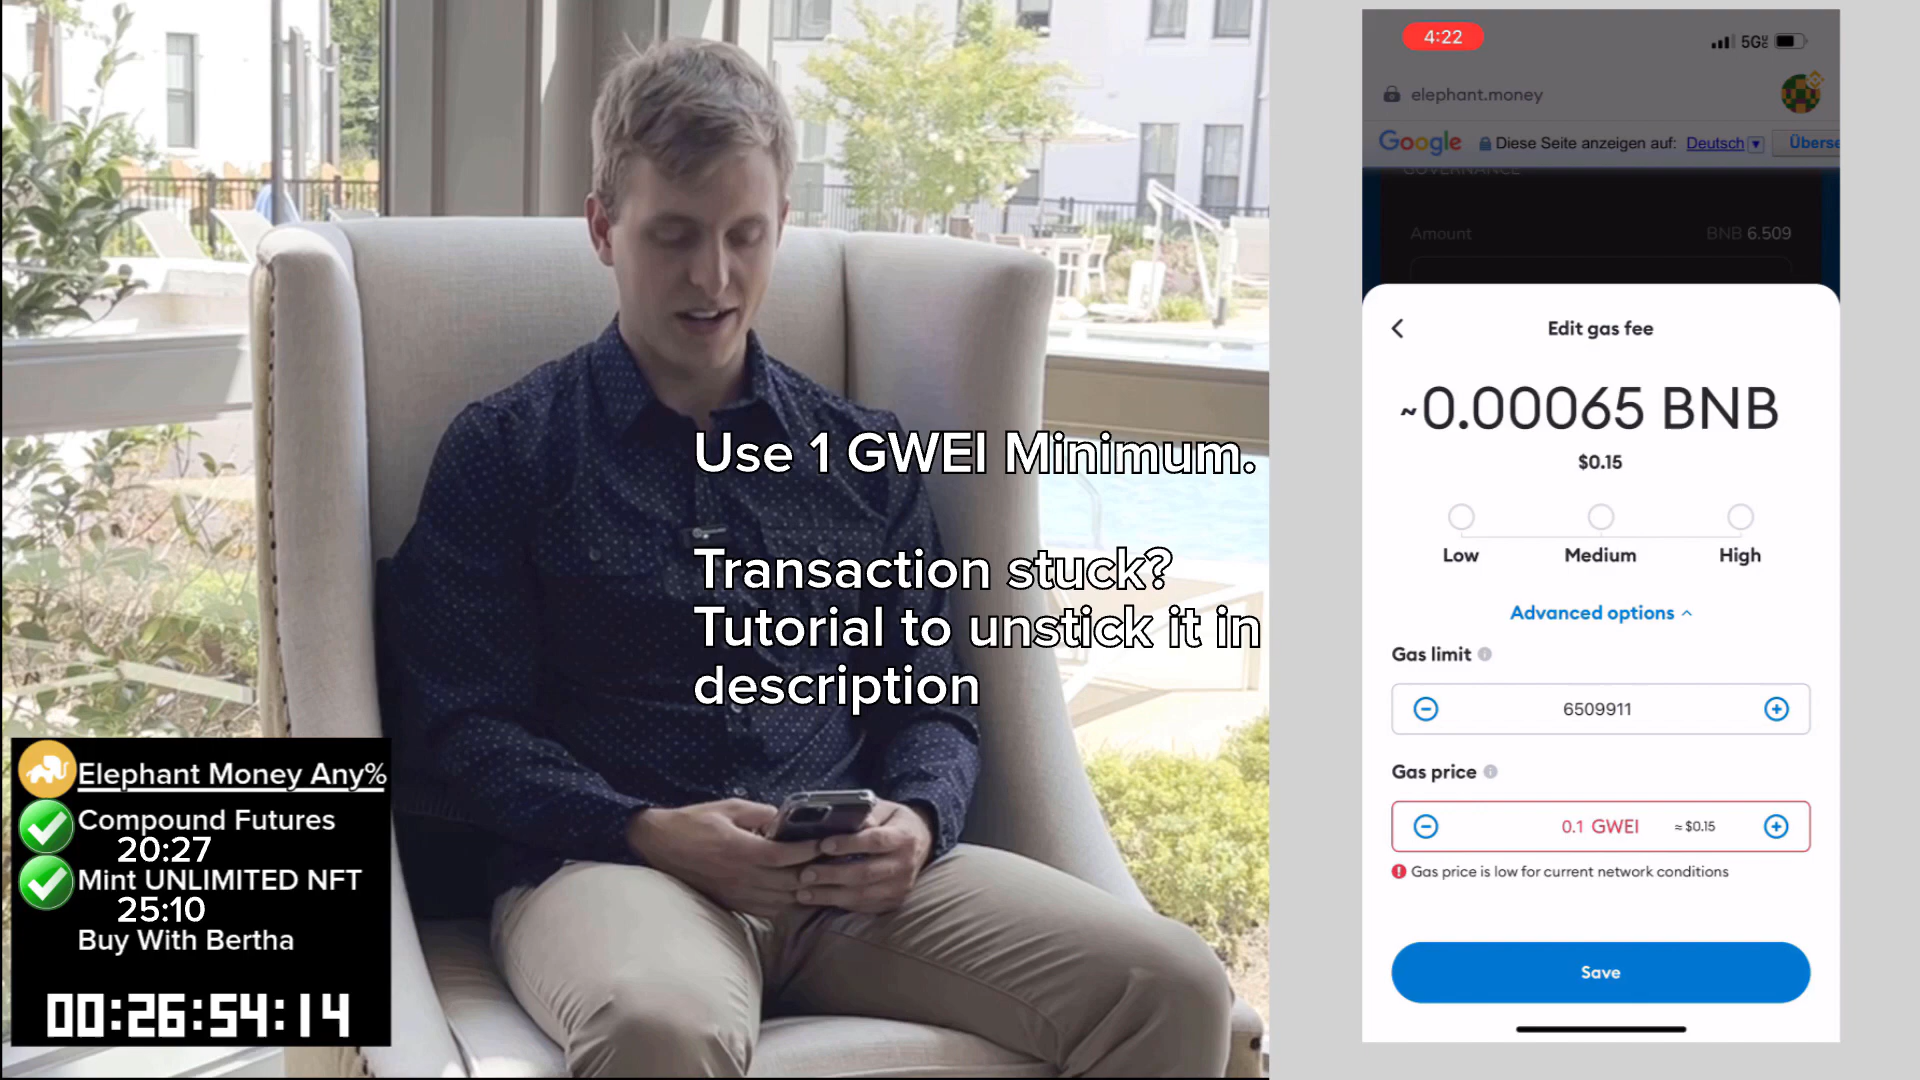 Use 1 GWEI Minimum.
Transaction stuck?
Tutorial to unstick it in
description
Elephant Money Any%
Compound Futures
20:27
Mint UNLIMITED NFT
25:10
Buy With Bertha
00:26:54:14
4:22
5G
elephant.money
Google Diese Seite anzeigen auf: Deutsch Überse
GOVERNANCE
Amount BNB 6.509
Edit gas fee
~0.00065 BNB
$0.15
Low Medium High
Advanced options
Gas limit
6509911
Gas price
0.1 GWEI ≈ $0.15
Gas price is low for current network conditions
Save